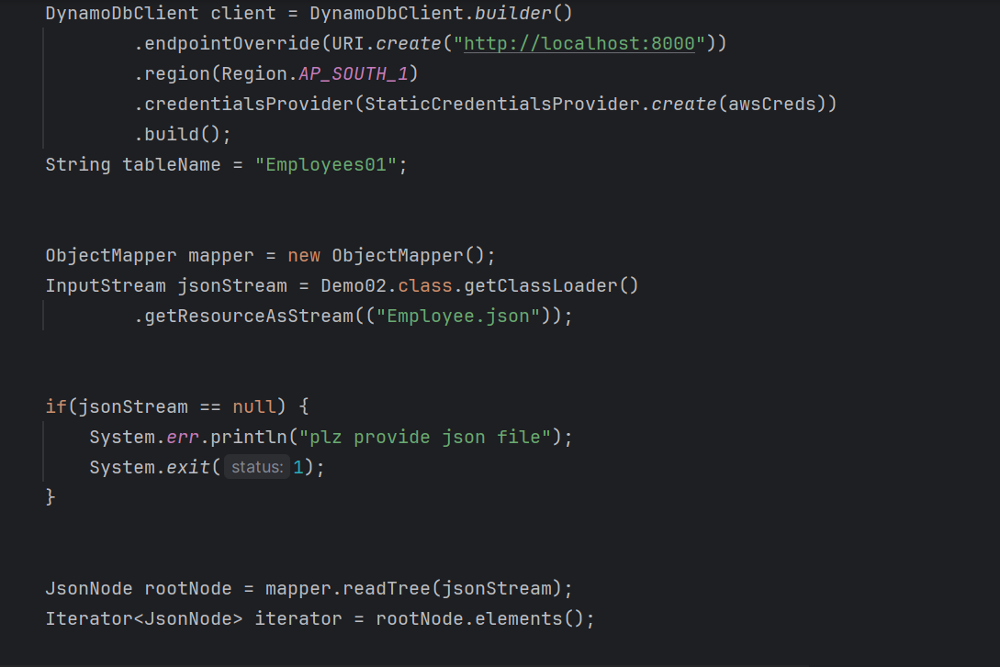 DynamoDbClient client = DynamoDbClient.builder()
        .endpointOverride(URI.create("http://localhost:8000"))
        .region(Region.AP_SOUTH_1)
        .credentialsProvider(StaticCredentialsProvider.create(awsCreds))
        .build();
String tableName = "Employees01";
ObjectMapper mapper = new ObjectMapper();
InputStream jsonStream = Demo02.class.getClassLoader()
        .getResourceAsStream(("Employee.json"));
if(jsonStream == null) {
    System.err.println("plz provide json file");
    System.exit( status: 1);
}
JsonNode rootNode = mapper.readTree(jsonStream);
Iterator<JsonNode> iterator = rootNode.elements();